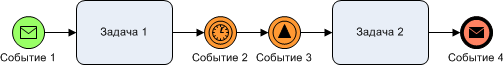 Задача 1
Задача 2
Событие 1
Событие 2
Событие 3
Событие 4